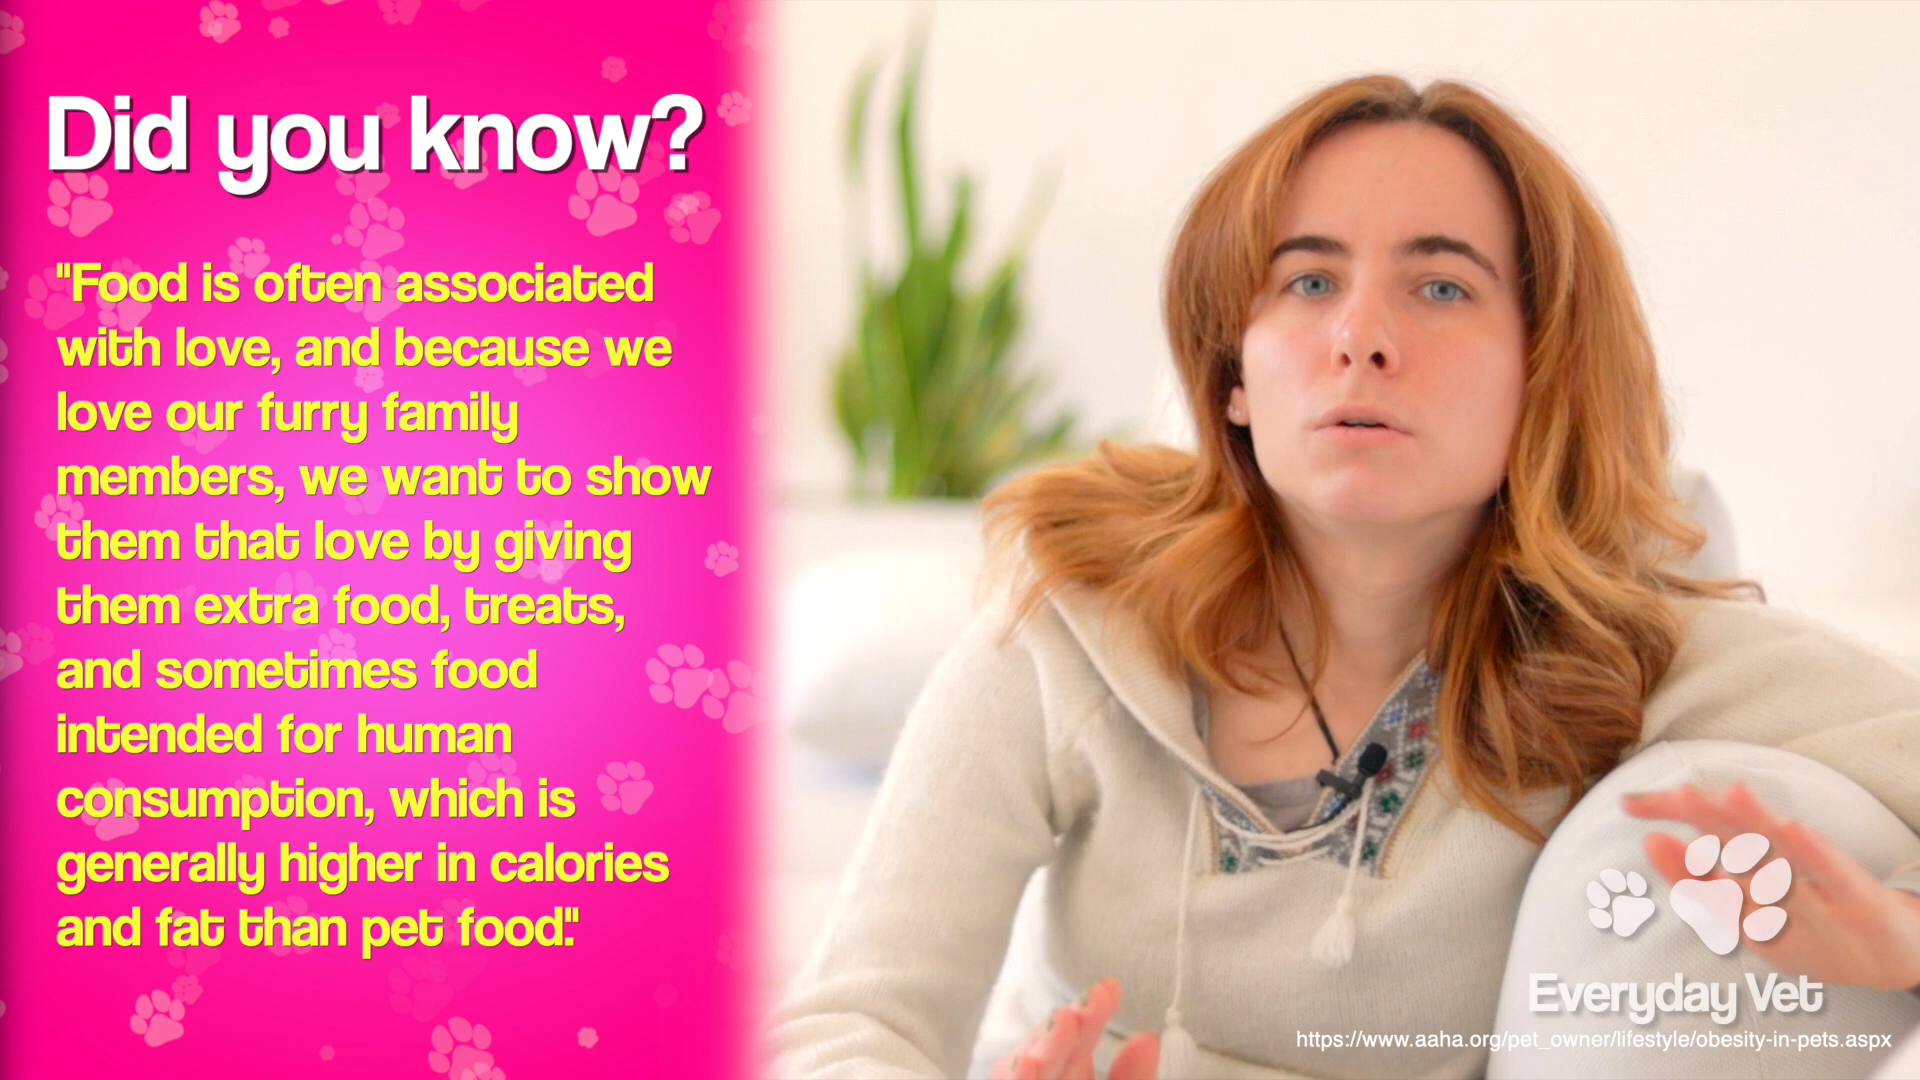 Did you know?
"Food is often associated
with love, and because we
love our furry family
members, we want to show
them that love by giving
them extra food, treats,
and sometimes food
intended for human
consumption, which is
generally higher in calories
and fat than pet food."
Everyday Vet
https://www.aaha.org/pet_owner/lifestyle/obesity-in-pets.aspx